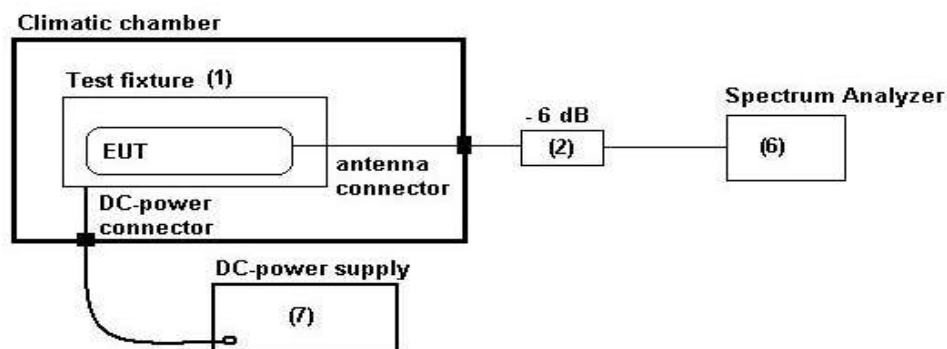 Climatic chamber
Test fixture (1)
EUT
antenna
connector
DC-power
connector
- 6 dB
(2)
Spectrum Analyzer
(6)
DC-power supply
(7)